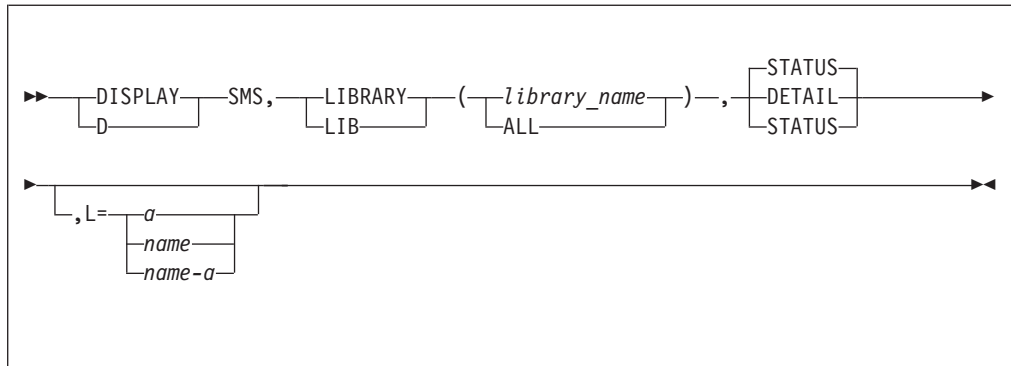 STATUS
DISPLAY SMS, LIBRARY ( library_name ) , DETAIL
D LIB ALL STATUS
,L= a
name
name-a